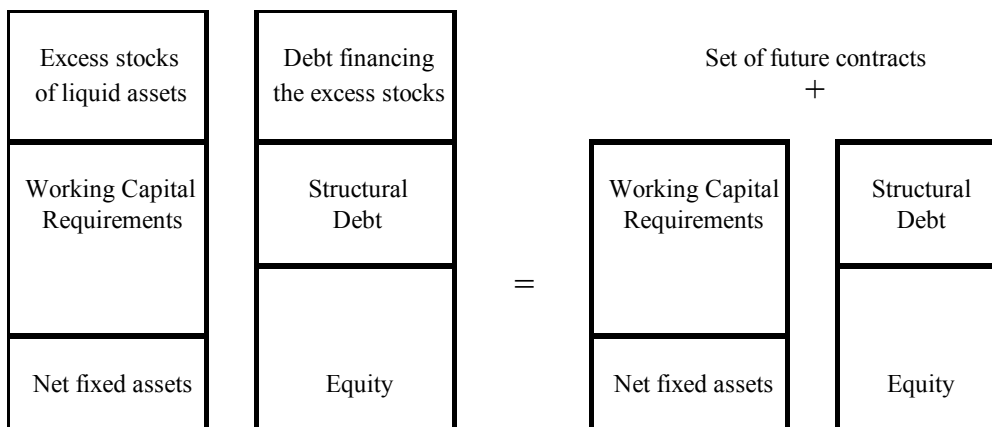 Excess stocks
of liquid assets
Debt financing
the excess stocks
Set of future contracts
+
Working Capital
Requirements
Structural
Debt
Working Capital
Requirements
Structural
Debt
=
Net fixed assets
Equity
Net fixed assets
Equity